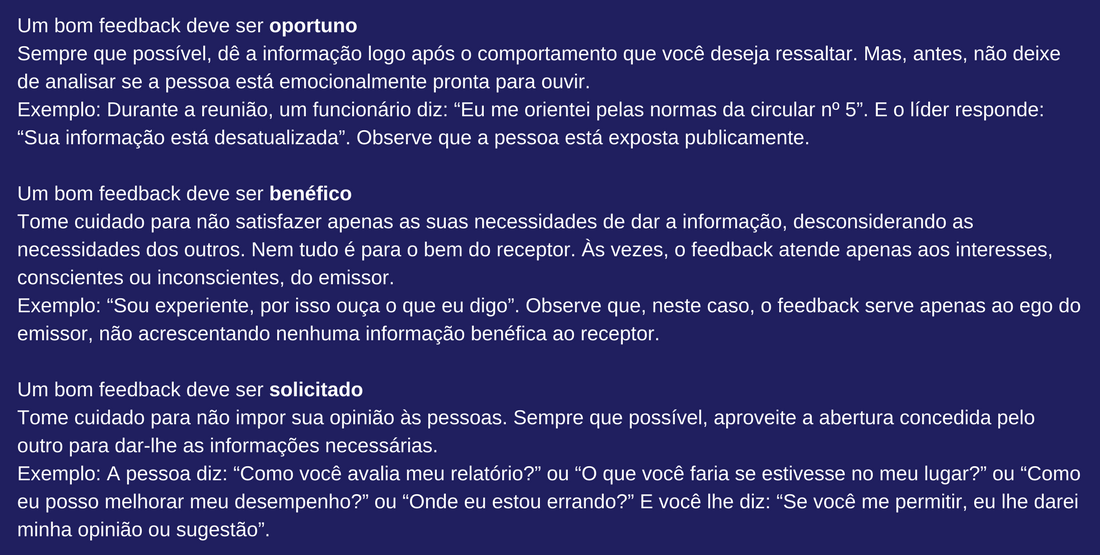 Um bom feedback deve ser oportuno
Sempre que possível, dê a informação logo após o comportamento que você deseja ressaltar. Mas, antes, não deixe
de analisar se a pessoa está emocionalmente pronta para ouvir.
Exemplo: Durante a reunião, um funcionário diz: “Eu me orientei pelas normas da circular nº 5”. E o líder responde:
“Sua informação está desatualizada”. Observe que a pessoa está exposta publicamente.
Um bom feedback deve ser benéfico
Tome cuidado para não satisfazer apenas as suas necessidades de dar a informação, desconsiderando as
necessidades dos outros. Nem tudo é para o bem do receptor. Às vezes, o feedback atende apenas aos interesses,
conscientes ou inconscientes, do emissor.
Exemplo: “Sou experiente, por isso ouça o que eu digo”. Observe que, neste caso, o feedback serve apenas ao ego do
emissor, não acrescentando nenhuma informação benéfica ao receptor.
Um bom feedback deve ser solicitado
Tome cuidado para não impor sua opinião às pessoas. Sempre que possível, aproveite a abertura concedida pelo
outro para dar-lhe as informações necessárias.
Exemplo: A pessoa diz: “Como você avalia meu relatório?” ou “O que você faria se estivesse no meu lugar?” ou “Como
eu posso melhorar meu desempenho?” ou “Onde eu estou errando?” E você lhe diz: “Se você me permitir, eu lhe darei
minha opinião ou sugestão”.